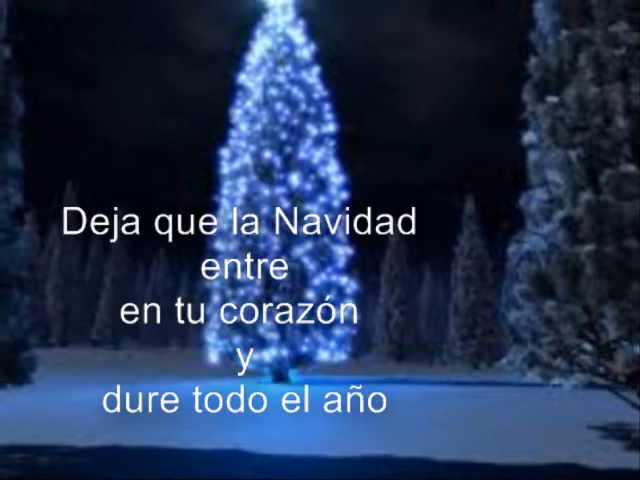 Deja que la Navidad
entre
en tu corazón
y
dure todo el año